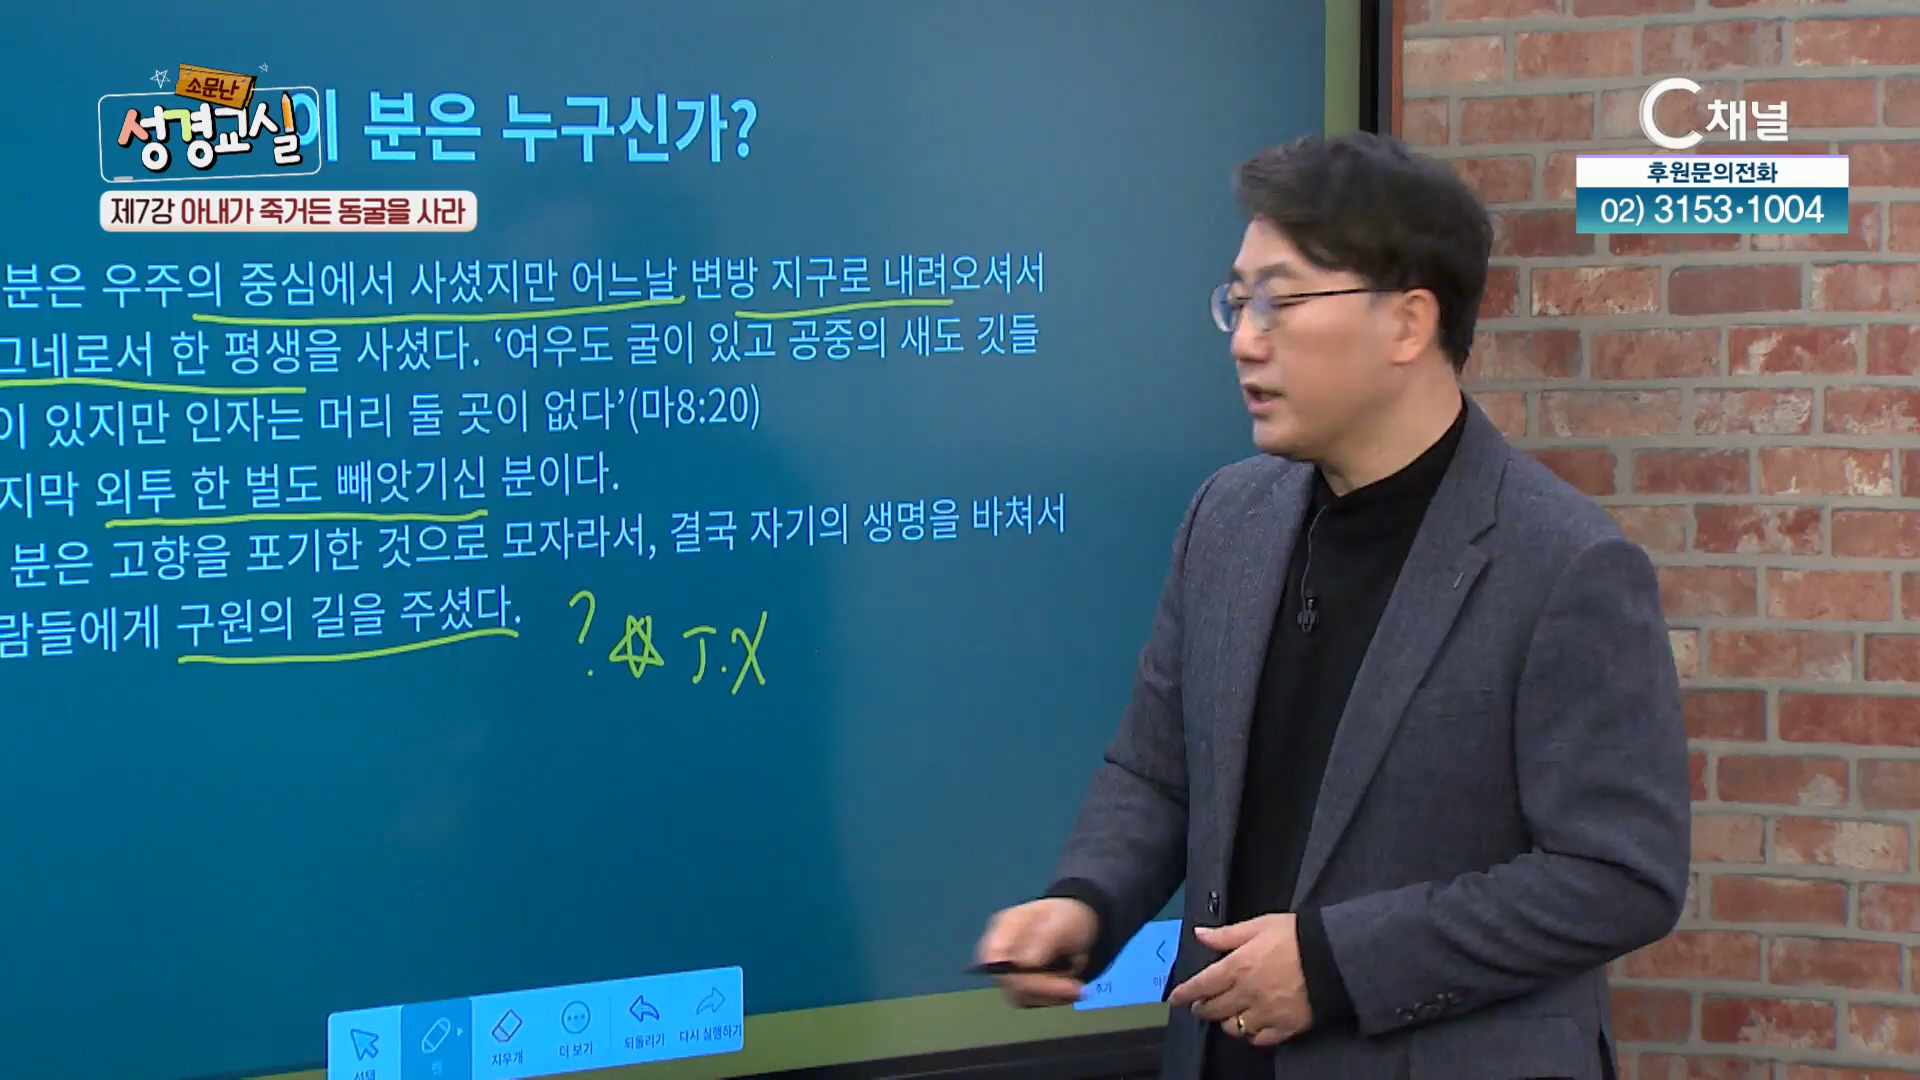 소문난
성경교실
이 분은 누구신가?
제7강 아내가 죽거든 동굴을 사라
C채널
후원문의전화
02) 3153·1004
분은 우주의 중심에서 사셨지만 어느날 변방 지구로 내려오셔서
그네로서 한 평생을 사셨다. ‘여우도 굴이 있고 공중의 새도 깃들
이 있지만 인자는 머리 둘 곳이 없다’(마8:20)
지막 외투 한 벌도 빼앗기신 분이다.
분은 고향을 포기한 것으로 모자라서, 결국 자기의 생명을 바쳐서
람들에게 구원의 길을 주셨다. ? J.X
선택 펜 지우개 더 보기 되돌리기 다시 실행하기
추가